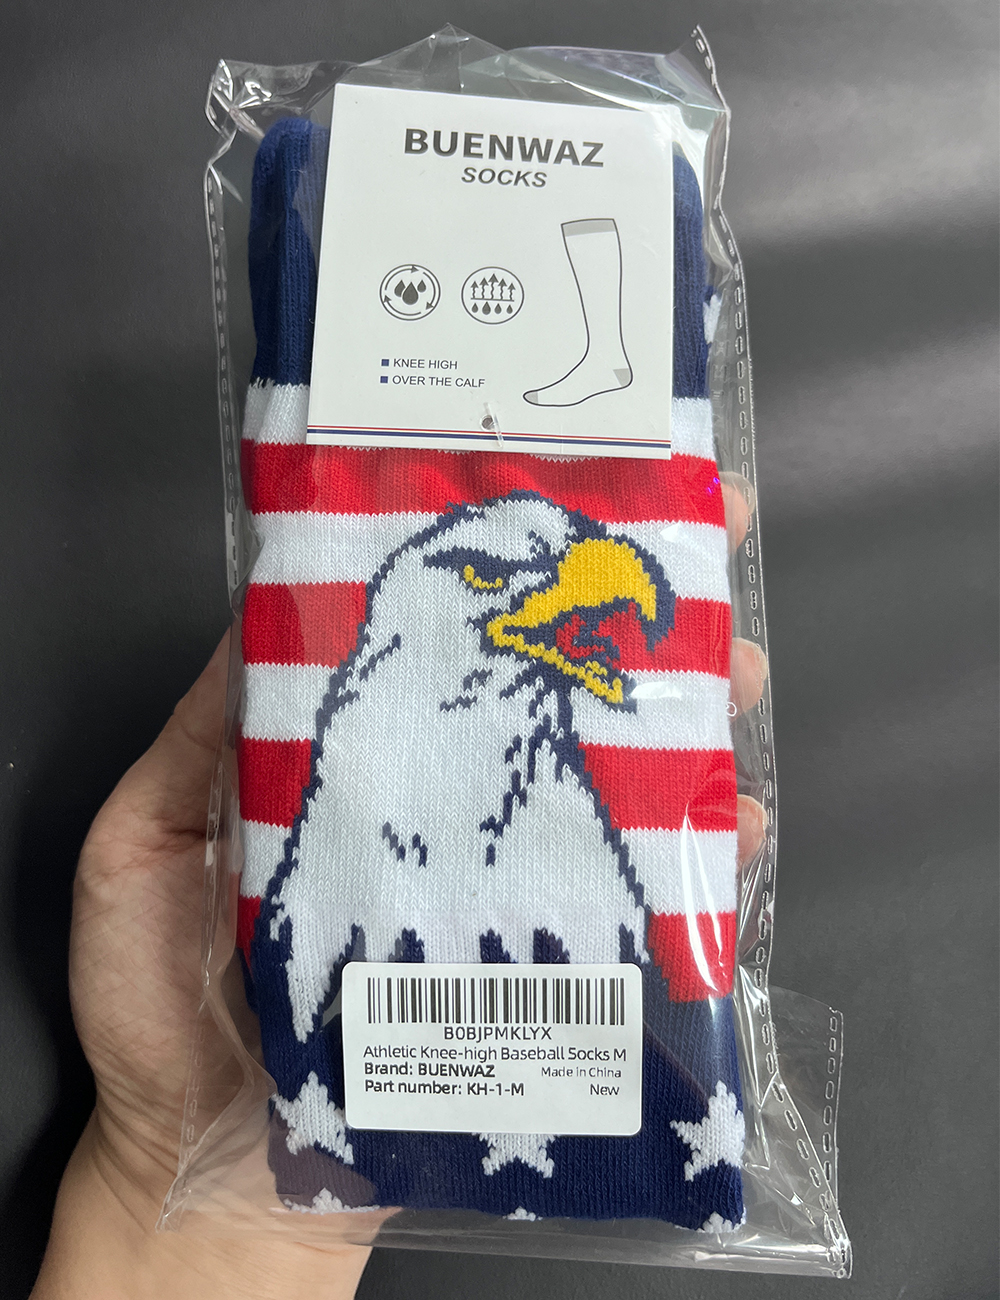 BUENWAZ
SOCKS
KNEE HIGH
OVER THE CALF
B0BJPMKLYX
Athletic Knee-high Baseball Socks M
Brand: BUENWAZ Made in China
Part number: KH-1-M New